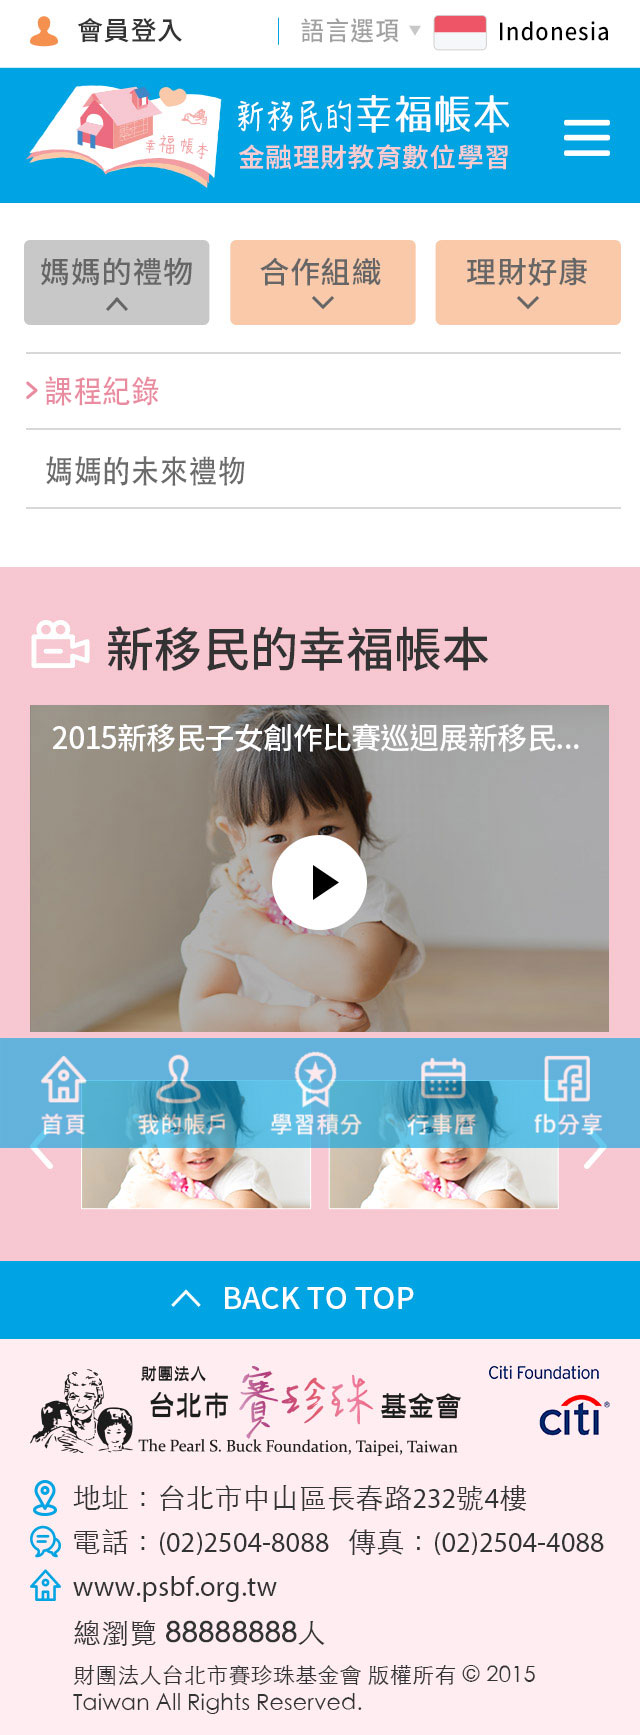 會員登入
語言選項
Indonesia
新移民的幸福帳本
金融理財教育數位學習
幸福帳本
媽媽的禮物
合作組織
理財好康
課程紀錄
媽媽的未來禮物
新移民的幸福帳本
2015新移民子女創作比賽巡迴展新移民...
首頁
我的帳戶
學習積分
行事曆
fb分享
BACK TO TOP
財團法人
台北市賽珍珠基金會
The Pearl S. Buck Foundation, Taipei, Taiwan
Citi Foundation
citi
地址：台北市中山區長春路232號4樓
電話：(02)2504-8088 傳真：(02)2504-4088
www.psbf.org.tw
總瀏覽 88888888人
財團法人台北市賽珍珠基金會 版權所有 © 2015
Taiwan All Rights Reserved.